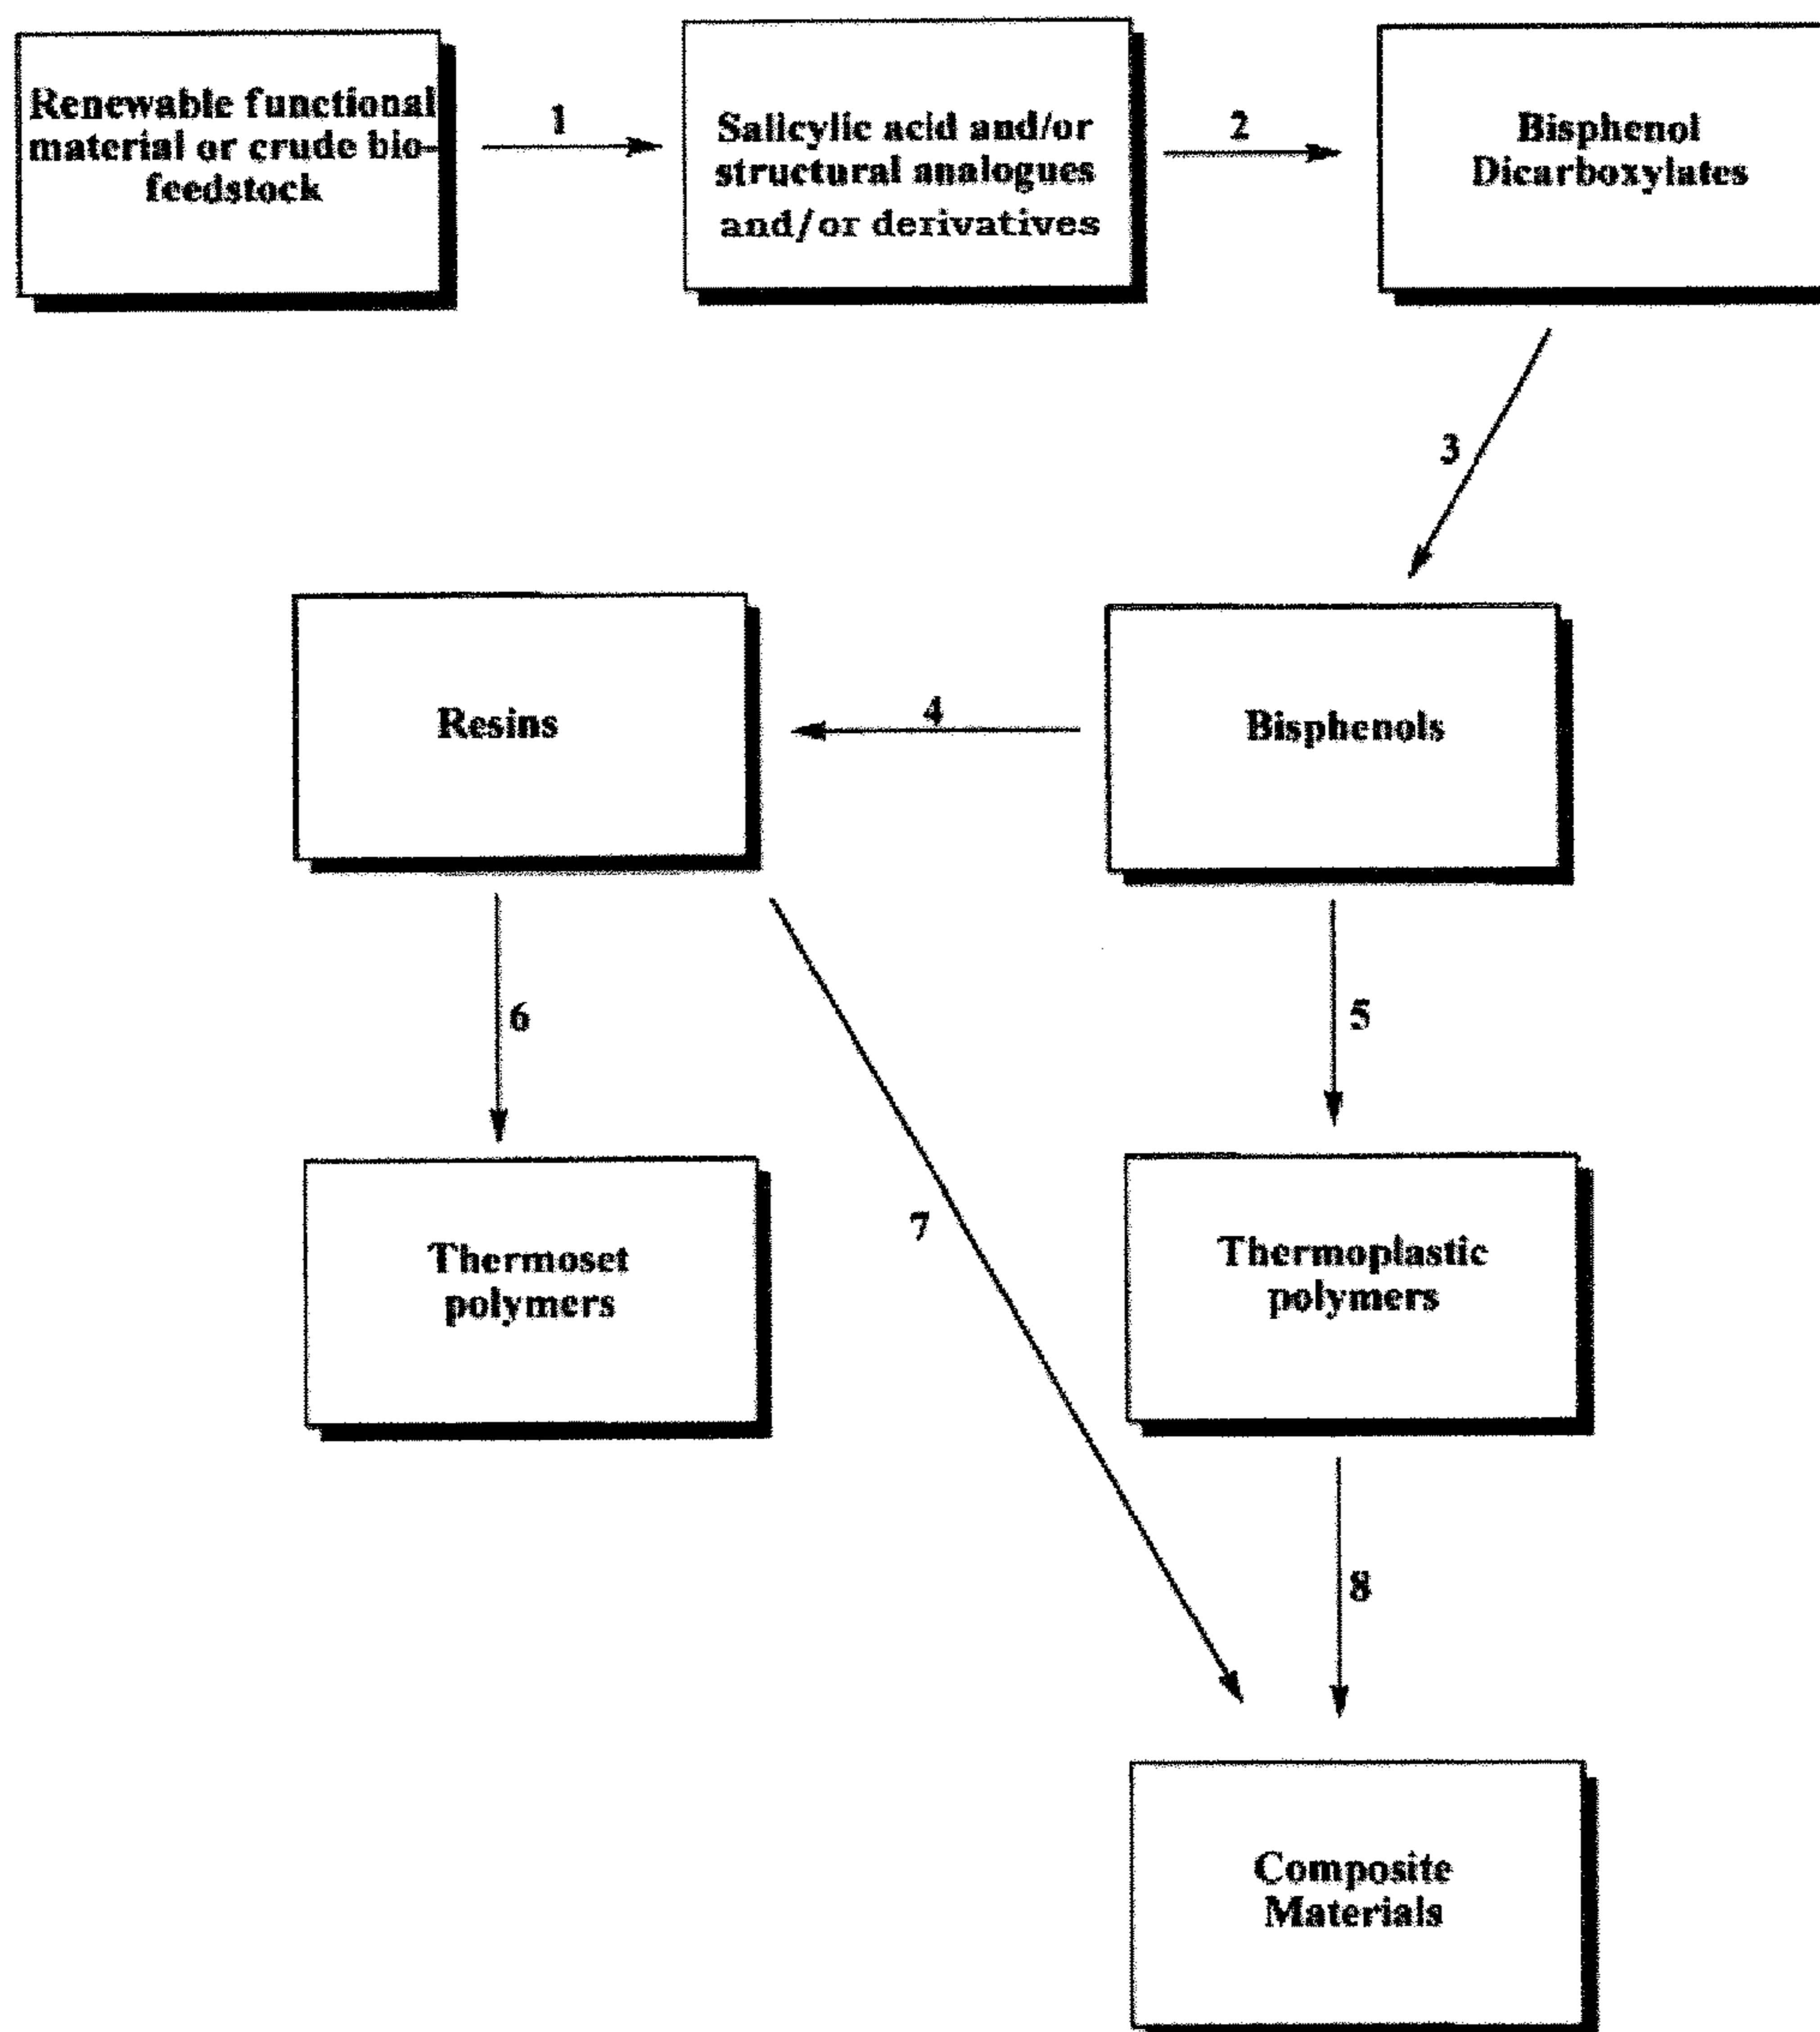 Renewable functional
material or crude bio-
feedstock
1
Salicylic acid and/or
structural analogues
and/or derivatives
2
Bisphenol
Dicarboxylates
3
Resins
4
Bisphenols
6
5
7
Thermoset
polymers
Thermoplastic
polymers
8
Composite
Materials